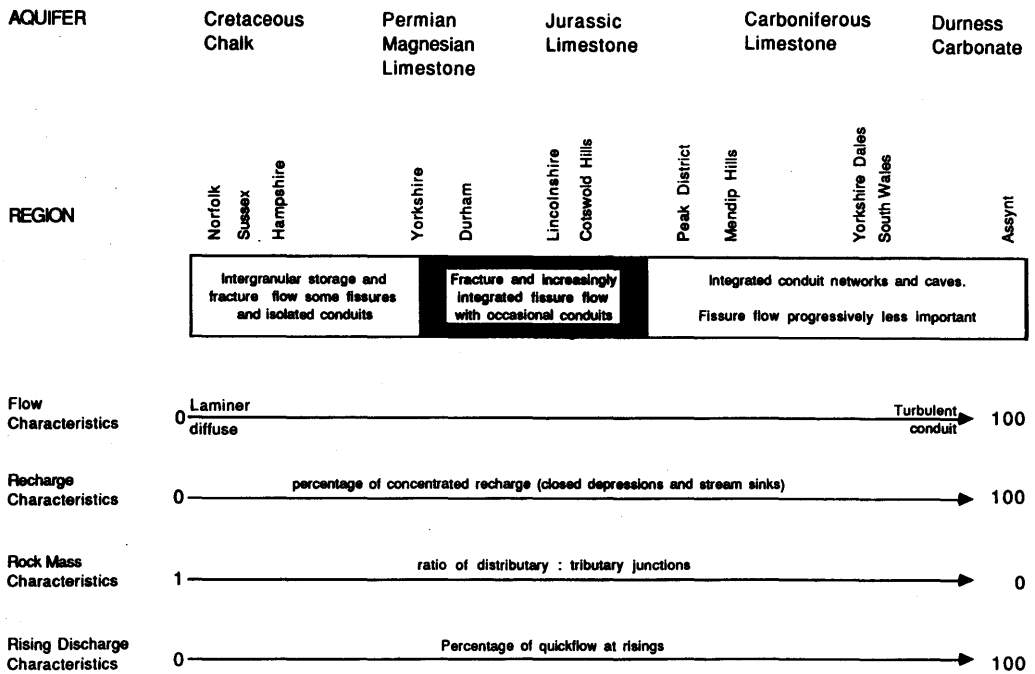 AQUIFER
Cretaceous
Chalk
Permian
Magnesian
Limestone
Jurassic
Limestone
Carboniferous
Limestone
Durness
Carbonate
REGION
Norfolk
Sussex
Hampshire
Yorkshire
Durham
Lincolnshire
Cotswold Hills
Peak District
Mendip Hills
Yorkshire Dales
South Wales
Assynt
Intergranular storage and
fracture flow some fissures
and isolated conduits
Fracture and increasingly
integrated fissure flow
with occasional conduits
Integrated conduit networks and caves.
Fissure flow progressively less important
Flow
Characteristics
0
Laminer
diffuse
Turbulent
conduit
100
Recharge
Characteristics
0
percentage of concentrated recharge (closed depressions and stream sinks)
100
Rock Mass
Characteristics
1
ratio of distributary : tributary junctions
0
Rising Discharge
Characteristics
0
Percentage of quickflow at risings
100